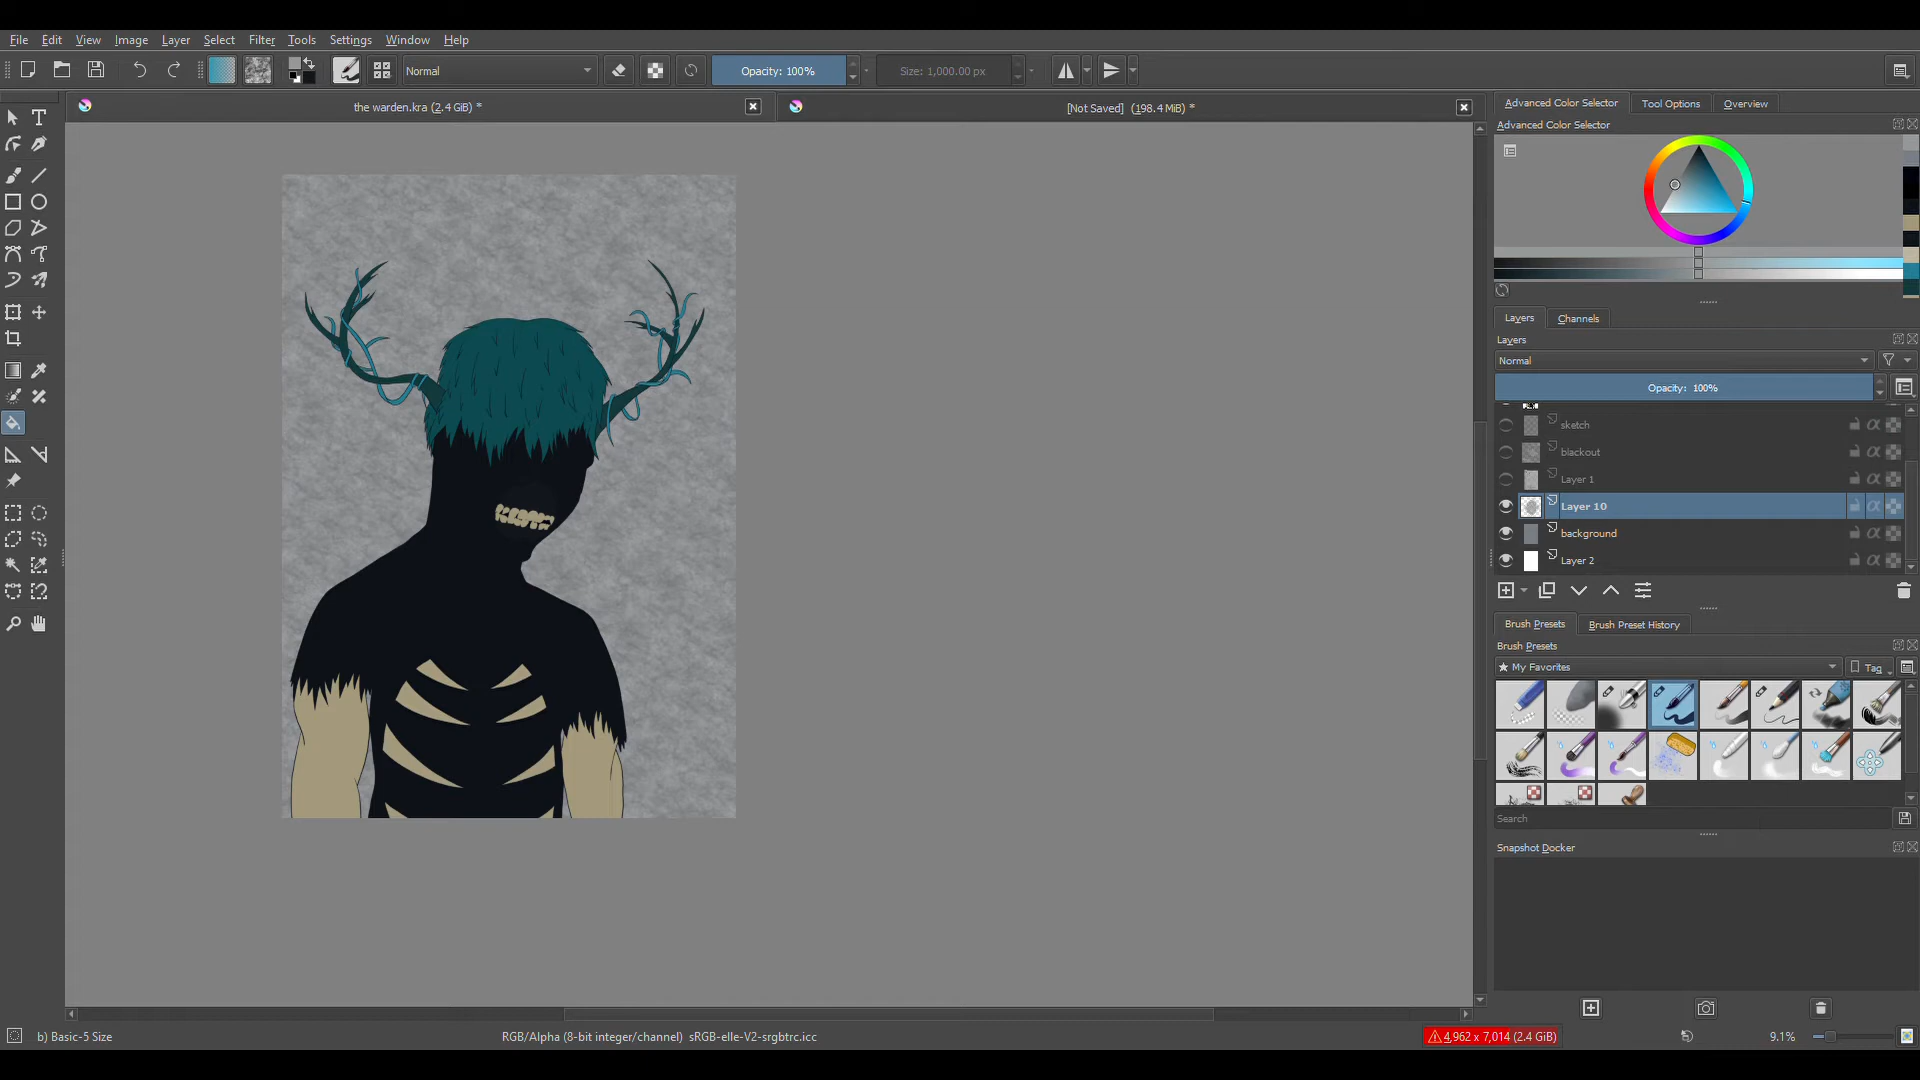 File Edit View Image Layer Select Filter Tools Settings Window Help
Normal
Opacity: 100%
Size: 1,000.00 px
the warden.kra (2.4 GiB) *
[Not Saved] (198.4 MiB) *
Advanced Color Selector
Tool Options
Overview
Advanced Color Selector
Layers
Channels
Layers
Normal
Opacity: 100%
sketch
blackout
Layer 1
Layer 10
background
Layer 2
Brush Presets
Brush Preset History
Brush Presets
My Favorites
Tag
Search
Snapshot Docker
b) Basic-5 Size
RGB/Alpha (8-bit integer/channel) sRGB-elle-V2-srgbtrc.icc
4,962 x 7,014 (2.4 GiB)
9.1%